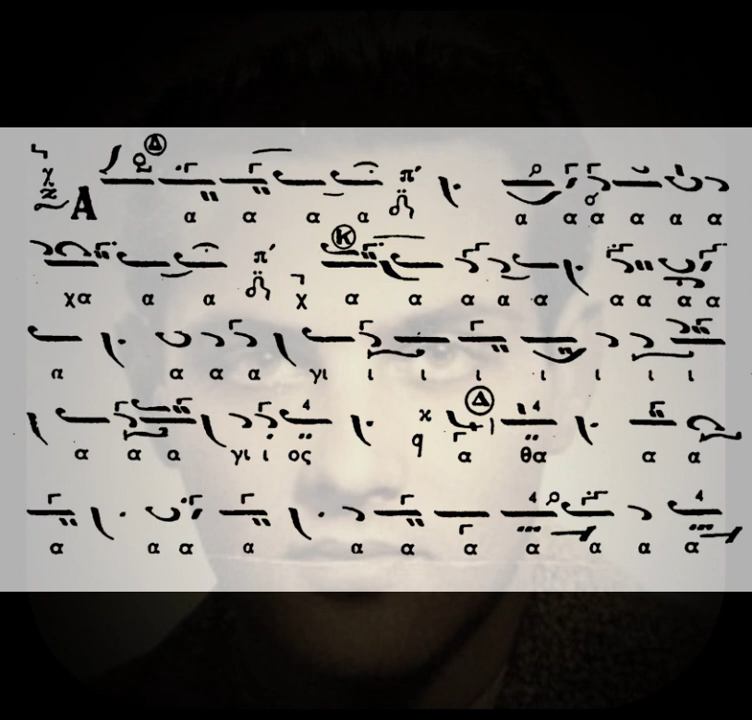 Α α α α α α α α α α α
χα α α α α α α α α α α α
α α α α γι ι ι ι ι ι ι ι
α α α γι ι ος α θα α α
α α α α α α α α α α α